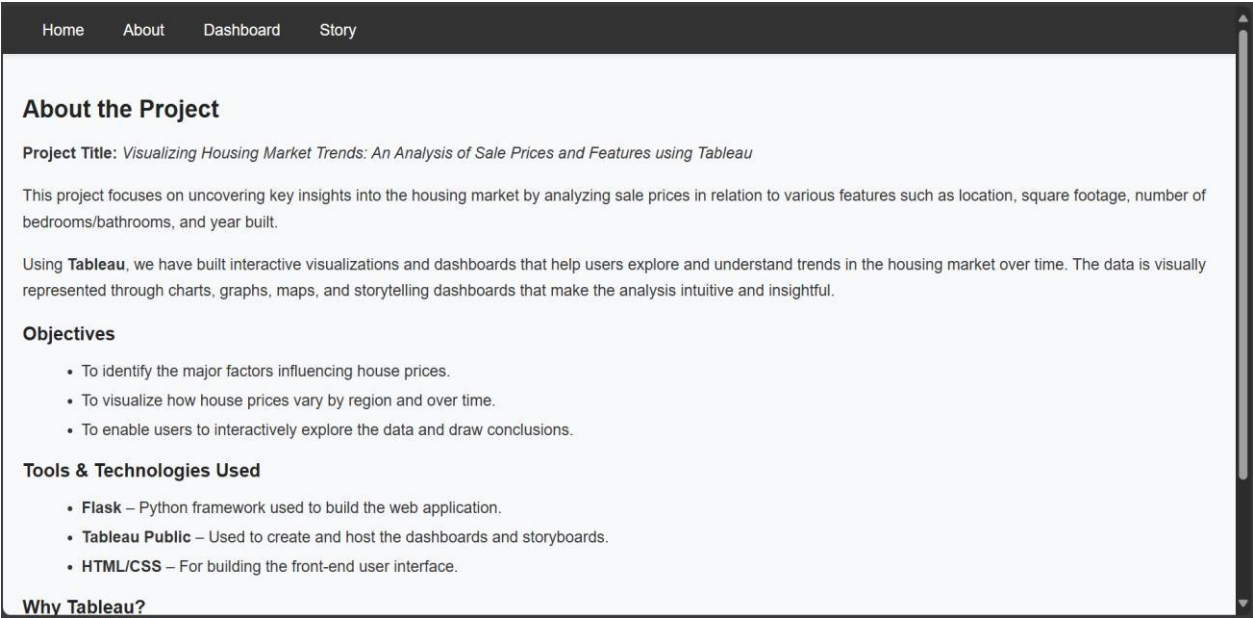 Home About Dashboard Story
About the Project
Project Title: Visualizing Housing Market Trends: An Analysis of Sale Prices and Features using Tableau
This project focuses on uncovering key insights into the housing market by analyzing sale prices in relation to various features such as location, square footage, number of
bedrooms/bathrooms, and year built.
Using Tableau, we have built interactive visualizations and dashboards that help users explore and understand trends in the housing market over time. The data is visually
represented through charts, graphs, maps, and storytelling dashboards that make the analysis intuitive and insightful.
Objectives
• To identify the major factors influencing house prices.
• To visualize how house prices vary by region and over time.
• To enable users to interactively explore the data and draw conclusions.
Tools & Technologies Used
• Flask – Python framework used to build the web application.
• Tableau Public – Used to create and host the dashboards and storyboards.
• HTML/CSS – For building the front-end user interface.
Why Tableau?